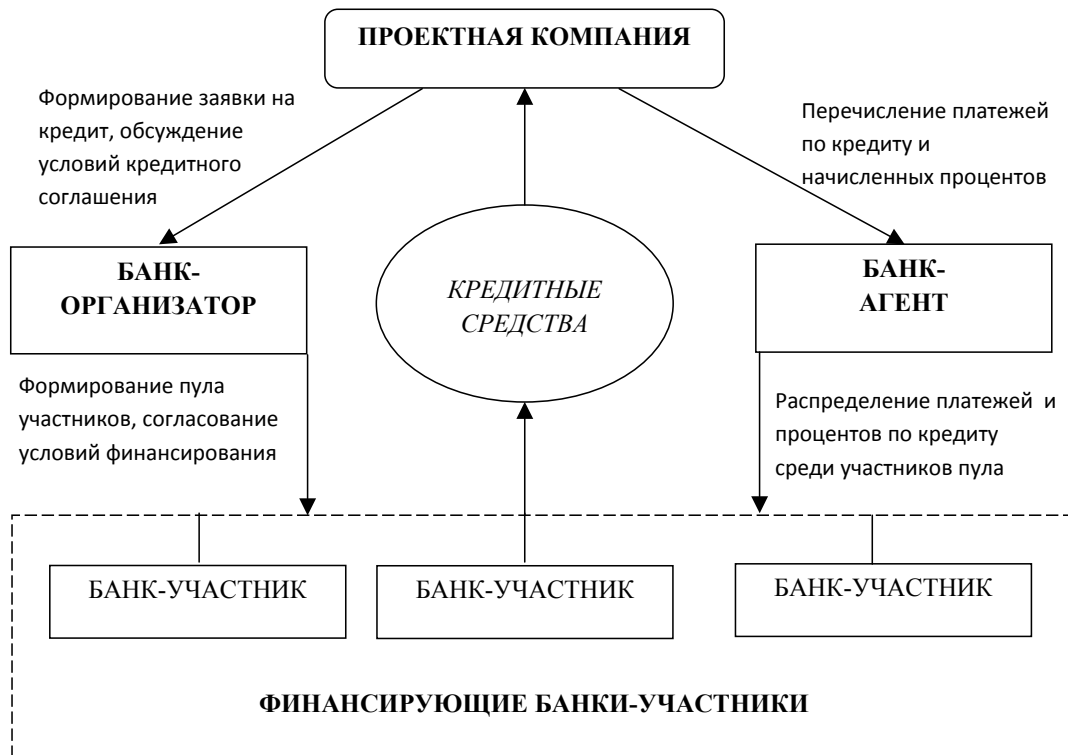 ПРОЕКТНАЯ КОМПАНИЯ
Формирование заявки на
кредит, обсуждение
условий кредитного
соглашения
Перечисление платежей
по кредиту и
начисленных процентов
БАНК-
ОРГАНИЗАТОР
КРЕДИТНЫЕ
СРЕДСТВА
БАНК-
АГЕНТ
Формирование пула
участников, согласование
условий финансирования
Распределение платежей и
процентов по кредиту
среди участников пула
БАНК-УЧАСТНИК
БАНК-УЧАСТНИК
БАНК-УЧАСТНИК
ФИНАНСИРУЮЩИЕ БАНКИ-УЧАСТНИКИ